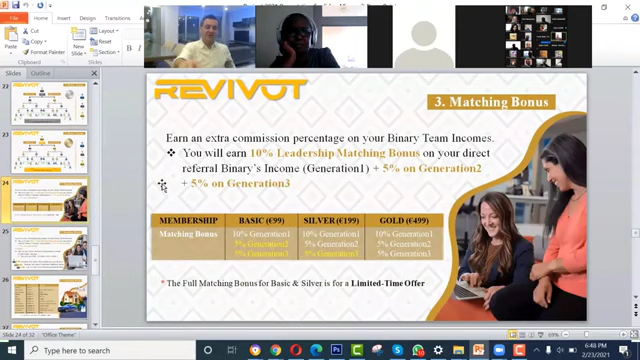 File
Home
Insert
Design
Transitions
Paste
Cut
Copy
Format Painter
New
Slide
Layout
Reset
Section
B
Slides
Outline
22
23
24
25
26
REVIVOT
3. Matching Bonus
Earn an extra commission percentage on your Binary Team Incomes.
❖ You will earn 10% Leadership Matching Bonus on your direct
referral Binary's Income (Generation1) + 5% on Generation2
+ 5% on Generation3
MEMBERSHIP BASIC (€99) SILVER (€199) GOLD (€499)
Matching Bonus 10% Generation1 10% Generation1 10% Generation1
5% Generation2 5% Generation2 5% Generation2
5% Generation3 5% Generation3 5% Generation3
* The Full Matching Bonus for Basic & Silver is for a Limited-Time Offer
Slide 24 of 32
"Office Theme"
69%
Type here to search
6:48 PM
2/23/2021